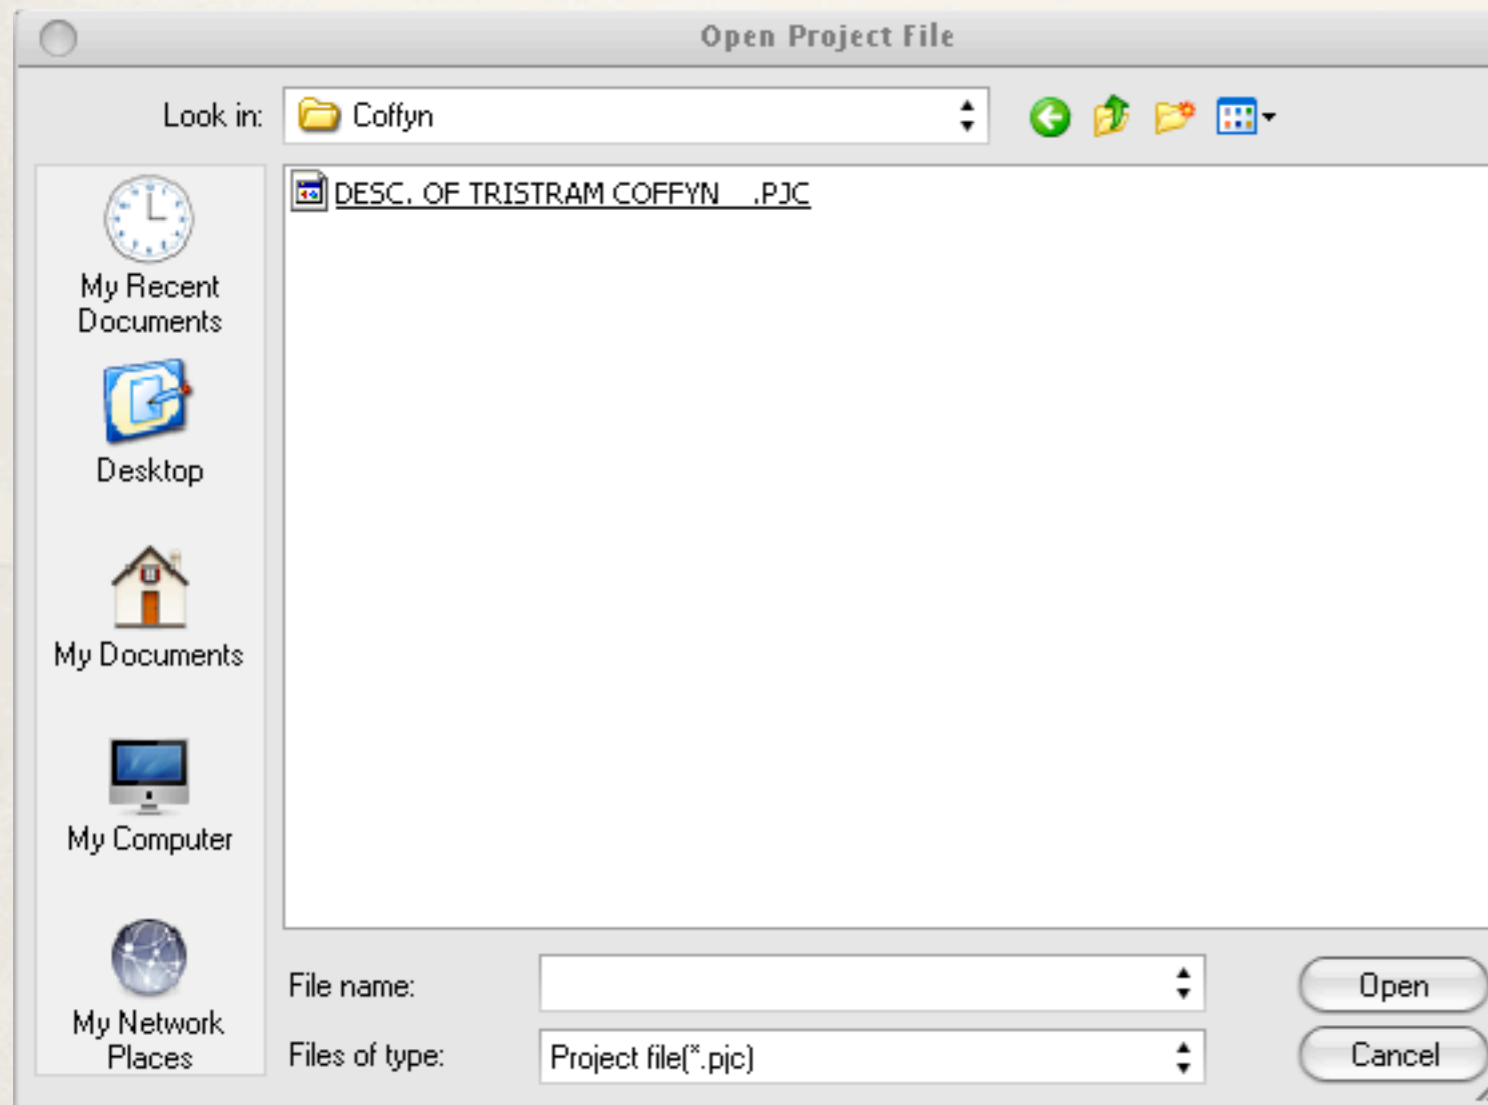 Open Project File
Look in:
Coffyn
DESC. OF TRISTRAM COFFYN __.PJC
My Recent
Documents
Desktop
My Documents
My Computer
My Network
Places
File name:
Open
Files of type:
Project file(*.pjc)
Cancel